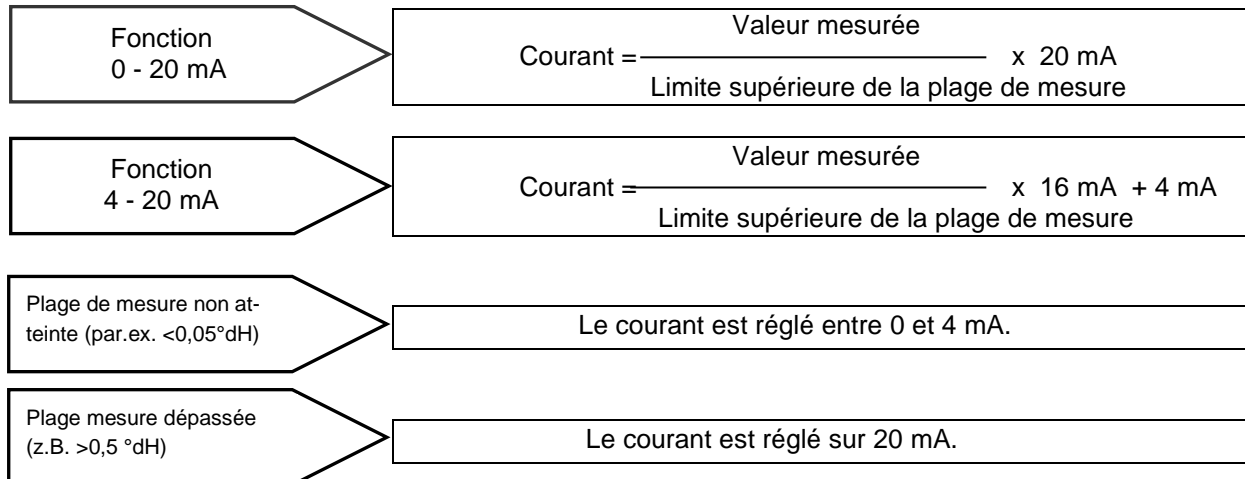 Fonction
0 - 20 mA
Valeur mesurée
Courant = x 20 mA
Limite supérieure de la plage de mesure
Fonction
4 - 20 mA
Valeur mesurée
Courant = x 16 mA + 4 mA
Limite supérieure de la plage de mesure
Plage de mesure non at-
teinte (par.ex. <0,05°dH)
Le courant est réglé entre 0 et 4 mA.
Plage mesure dépassée
(z.B. >0,5 °dH)
Le courant est réglé sur 20 mA.